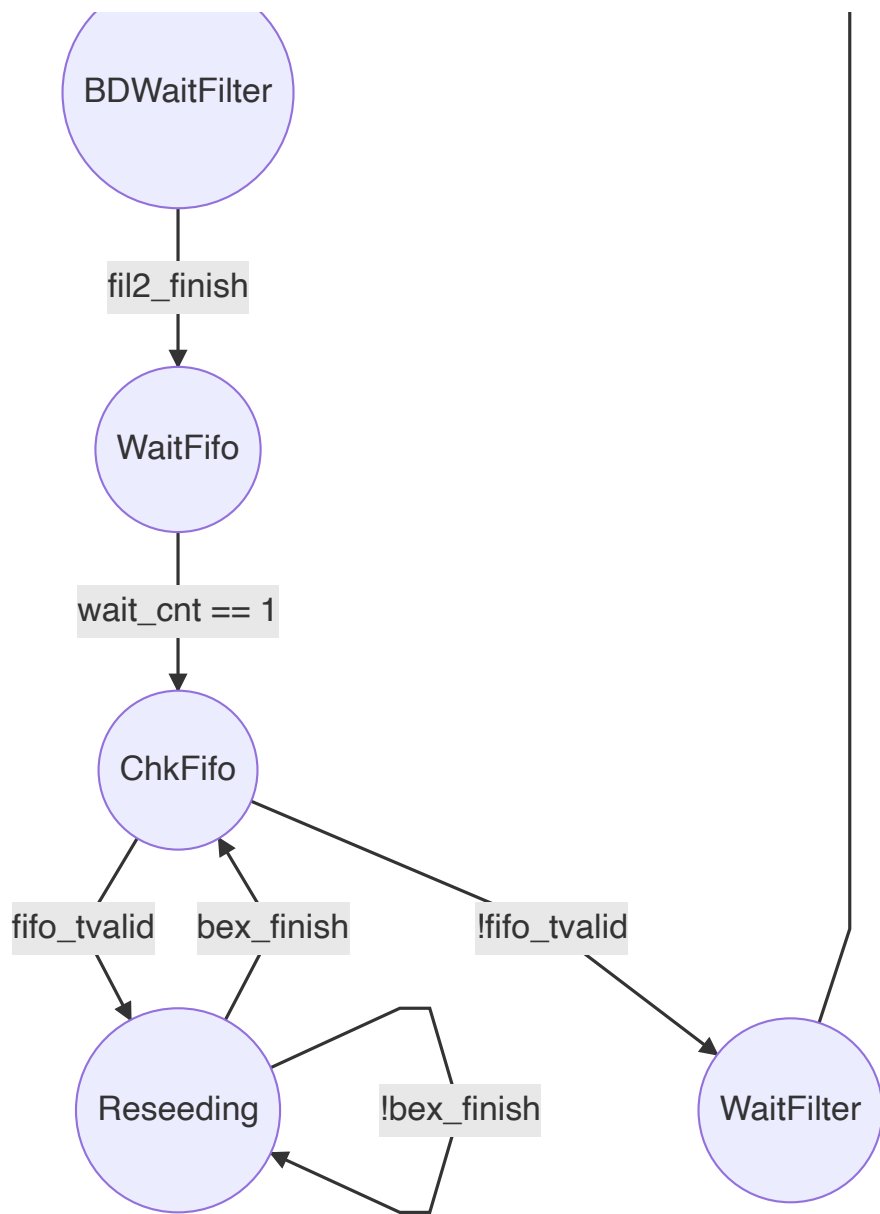 BDWaitFilter
fil2_finish
WaitFifo
wait_cnt == 1
ChkFifo
fifo_tvalid
bex_finish
!fifo_tvalid
Reseeding
!bex_finish
WaitFilter